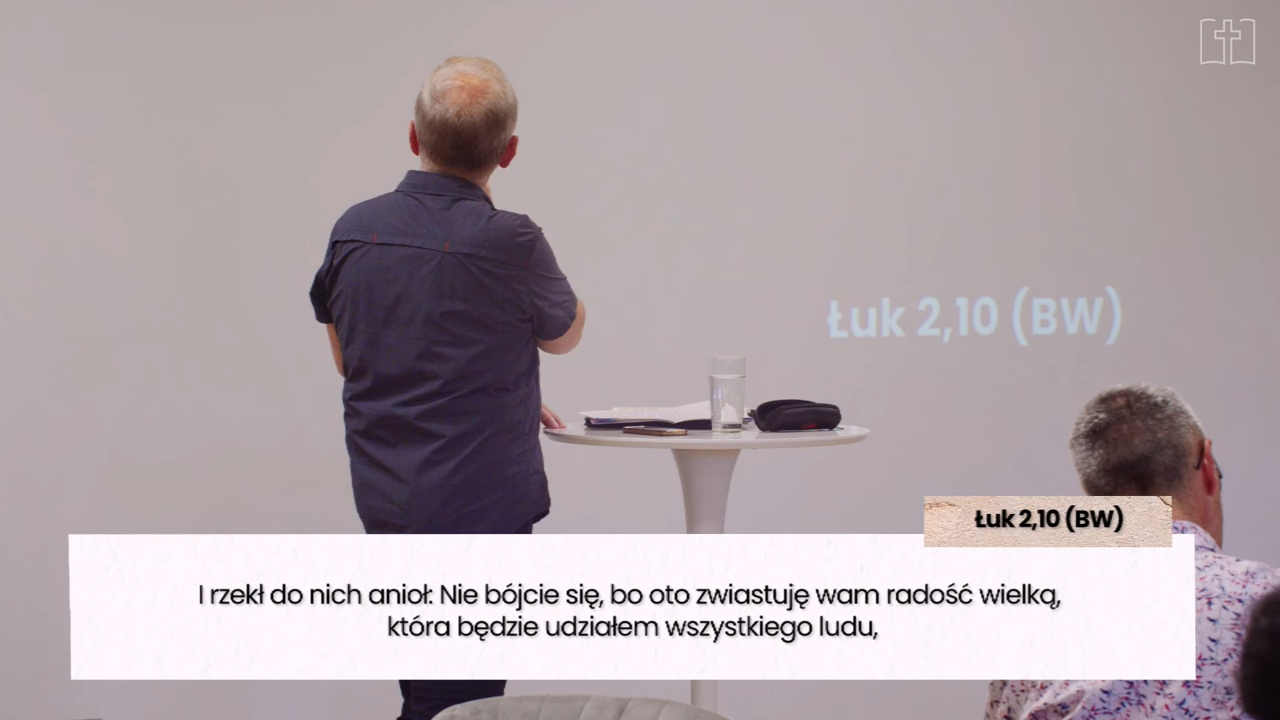 Łuk 2,10 (BW)
Łuk 2,10 (BW)
I rzekł do nich anioł: Nie bójcie się, bo oto zwiastuję wam radość wielką,
która będzie udziałem wszystkiego ludu,